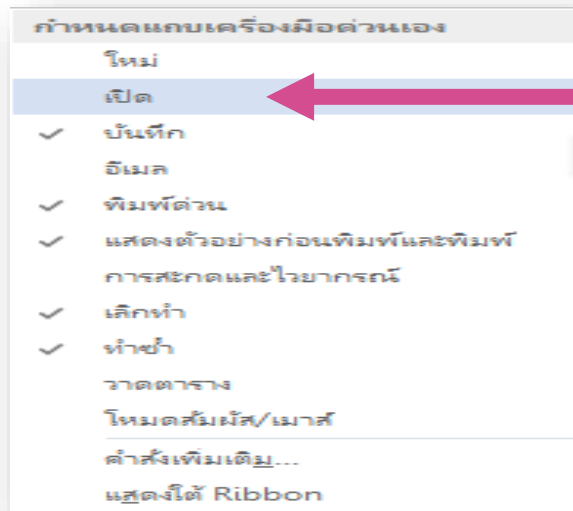 กำหนดแถบเครื่องมือด่วนเอง
ใหม่
เปิด
บันทึก
อีเมล
พิมพ์ด่วน
แสดงตัวอย่างก่อนพิมพ์และพิมพ์
การสะกดและไวยากรณ์
เลิกทำ
ทำซ้ำ
วาดตาราง
โหมดสัมผัส/เมาส์
คำสั่งเพิ่มเติม...
แสดงใต้ Ribbon